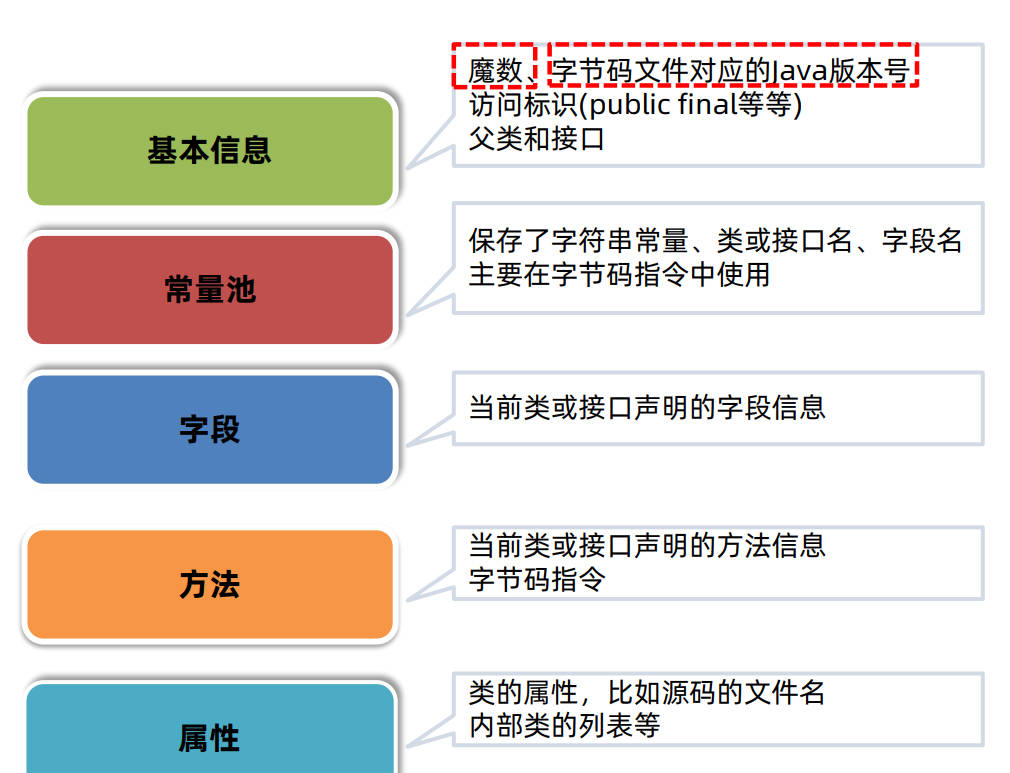 魔数、字节码文件对应的Java版本号
访问标识(public final等等)
父类和接口
基本信息
保存了字符串常量、类或接口名、字段名
主要在字节码指令中使用
常量池
当前类或接口声明的字段信息
字段
当前类或接口声明的方法信息
字节码指令
方法
类的属性，比如源码的文件名
内部类的列表等
属性